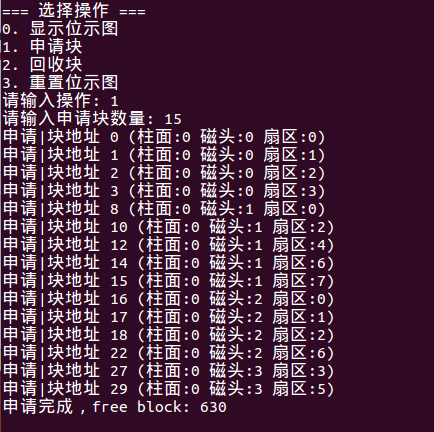 === 选择操作 ===
0. 显示位示图
1. 申请块
2. 回收块
3. 重置位示图
请输入操作: 1
请输入申请块数量: 15
申请|块地址 0 (柱面:0 磁头:0 扇区:0)
申请|块地址 1 (柱面:0 磁头:0 扇区:1)
申请|块地址 2 (柱面:0 磁头:0 扇区:2)
申请|块地址 3 (柱面:0 磁头:0 扇区:3)
申请|块地址 8 (柱面:0 磁头:1 扇区:0)
申请|块地址 10 (柱面:0 磁头:1 扇区:2)
申请|块地址 12 (柱面:0 磁头:1 扇区:4)
申请|块地址 14 (柱面:0 磁头:1 扇区:6)
申请|块地址 15 (柱面:0 磁头:1 扇区:7)
申请|块地址 16 (柱面:0 磁头:2 扇区:0)
申请|块地址 17 (柱面:0 磁头:2 扇区:1)
申请|块地址 18 (柱面:0 磁头:2 扇区:2)
申请|块地址 22 (柱面:0 磁头:2 扇区:6)
申请|块地址 27 (柱面:0 磁头:3 扇区:3)
申请|块地址 29 (柱面:0 磁头:3 扇区:5)
申请完成，free block: 630